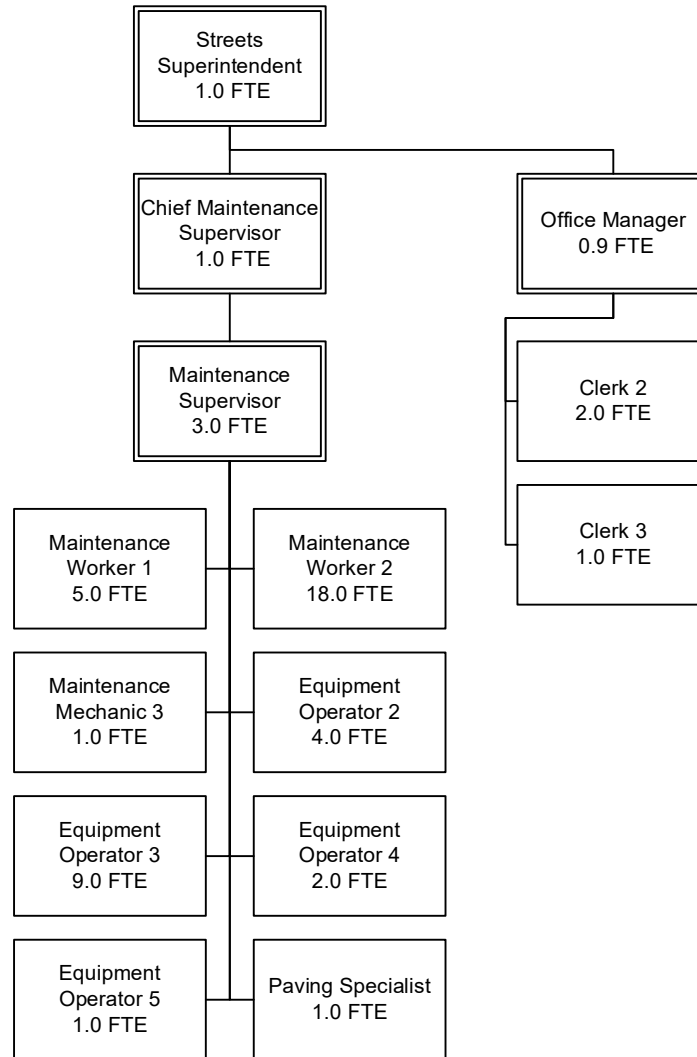 Streets
Superintendent
1.0 FTE
Chief Maintenance
Supervisor
1.0 FTE
Office Manager
0.9 FTE
Maintenance
Supervisor
3.0 FTE
Clerk 2
2.0 FTE
Clerk 3
1.0 FTE
Maintenance
Worker 1
5.0 FTE
Maintenance
Worker 2
18.0 FTE
Maintenance
Mechanic 3
1.0 FTE
Equipment
Operator 2
4.0 FTE
Equipment
Operator 3
9.0 FTE
Equipment
Operator 4
2.0 FTE
Equipment
Operator 5
1.0 FTE
Paving Specialist
1.0 FTE